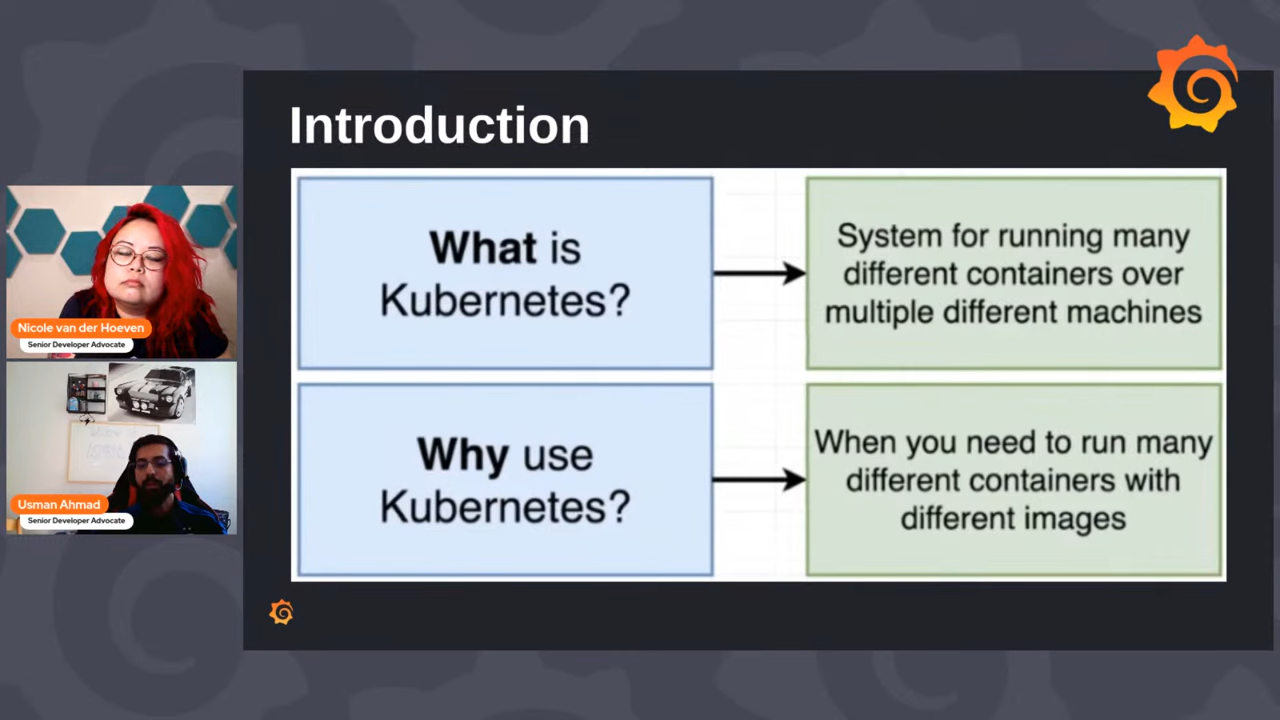 Introduction
What is
Kubernetes?
System for running many
different containers over
multiple different machines
Why use
Kubernetes?
When you need to run many
different containers with
different images
Nicole van der Hoeven
Senior Developer Advocate
Usman Ahmad
Senior Developer Advocate